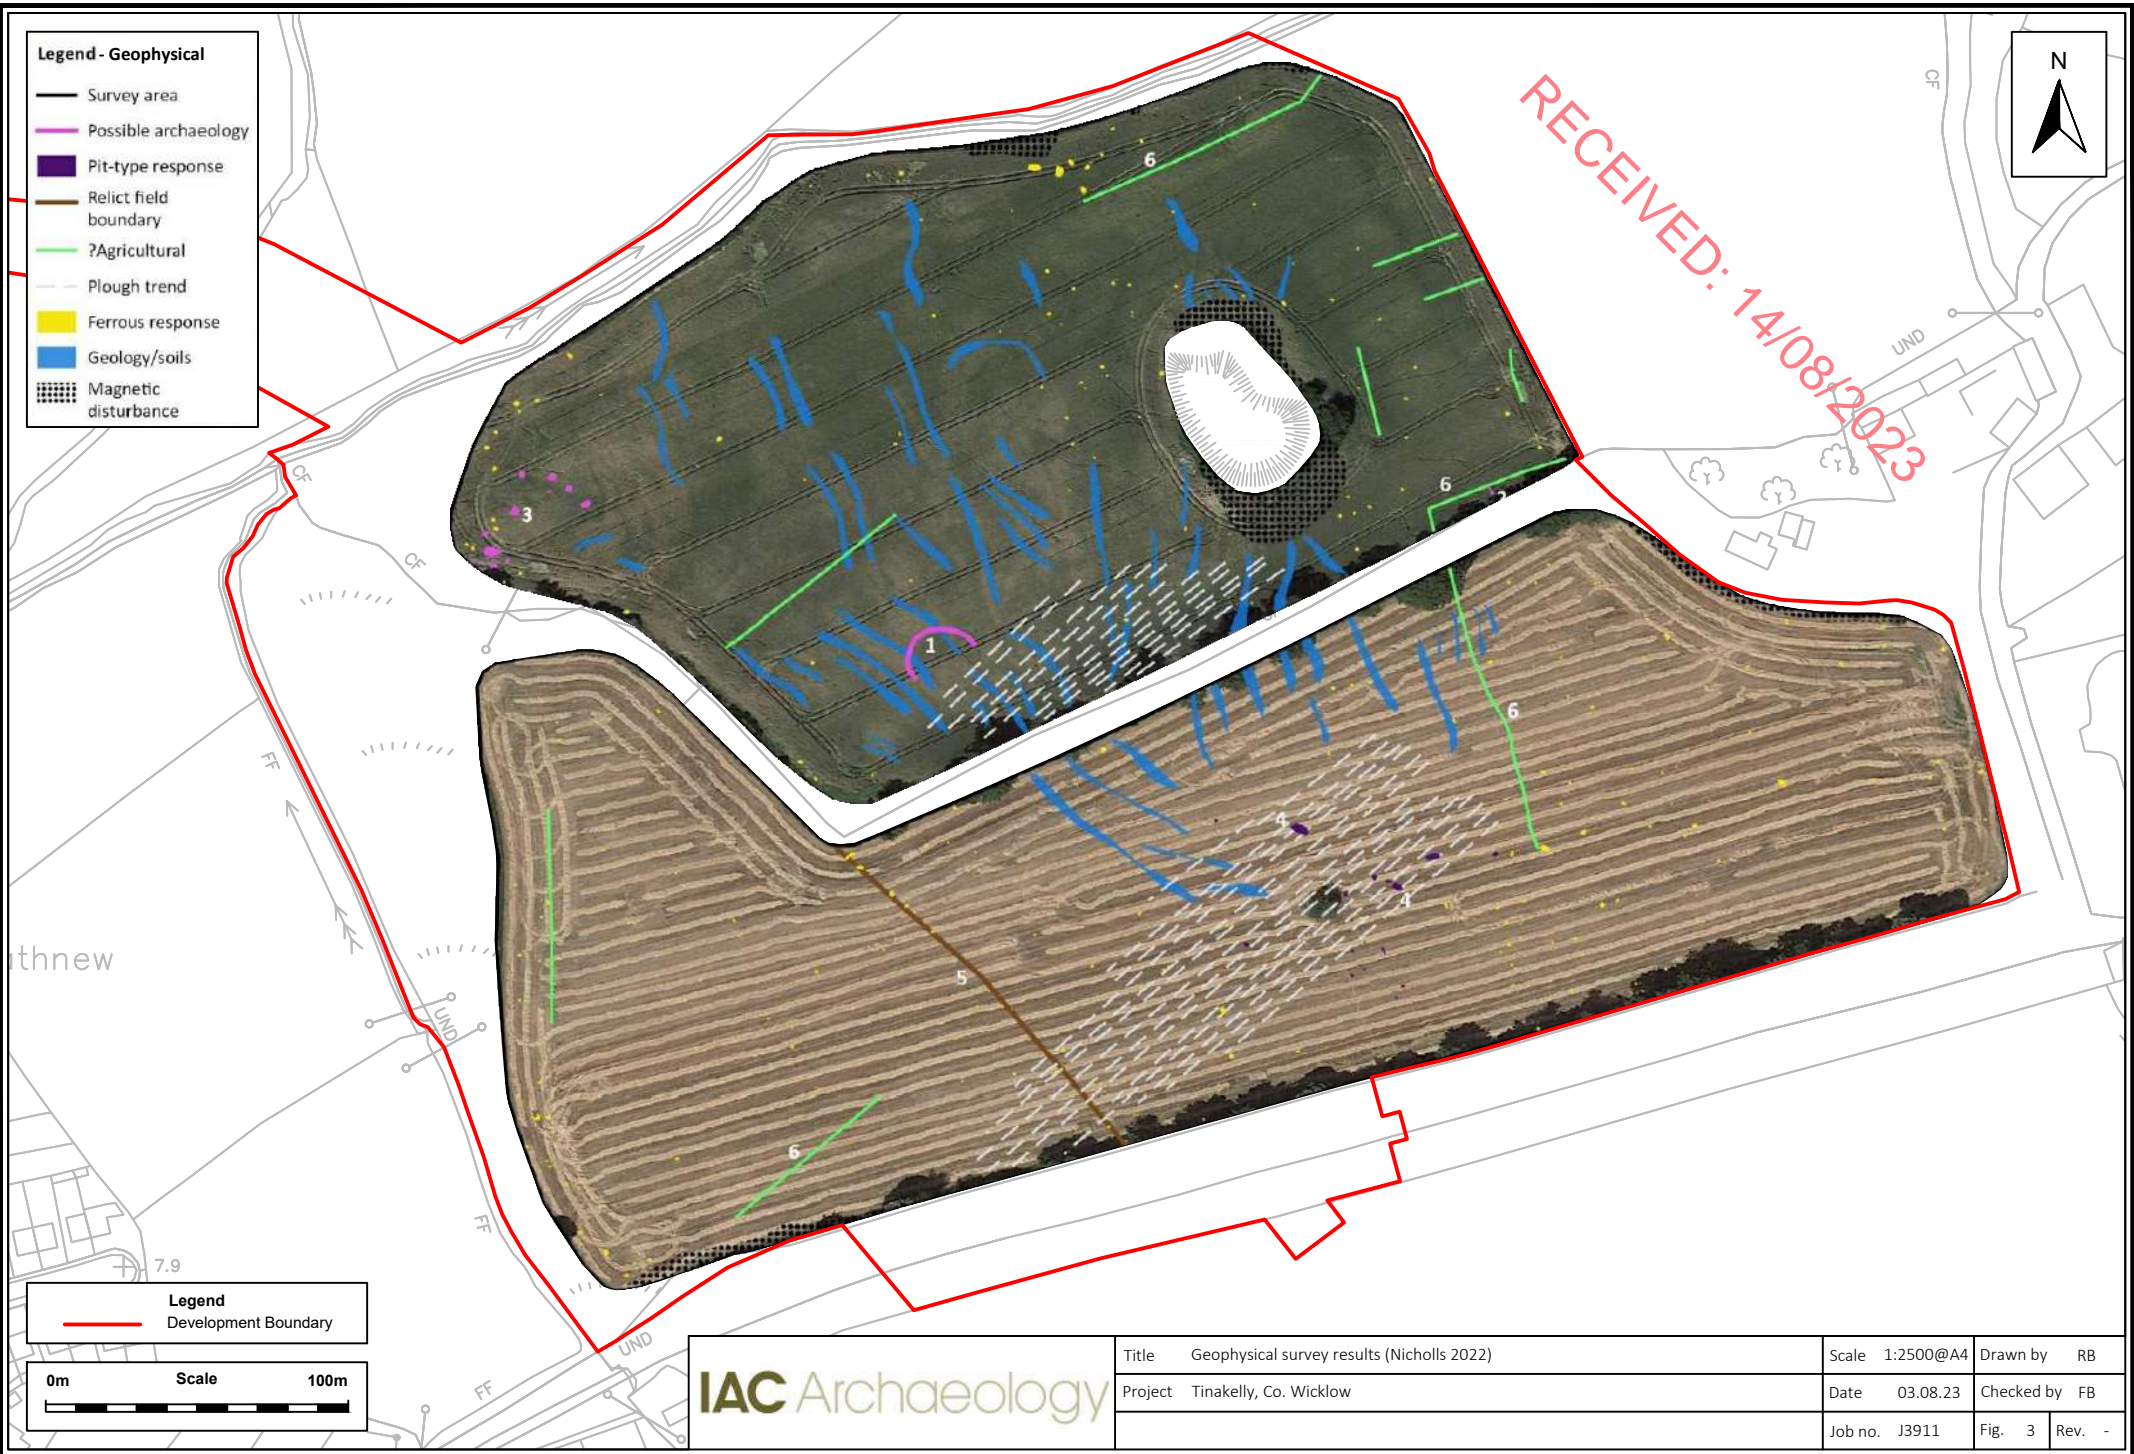 Legend - Geophysical
Survey area
Possible archaeology
Pit-type response
Relict field
boundary
?Agricultural
Plough trend
Ferrous response
Geology/soils
Magnetic
disturbance
N
RECEIVED: 14/08/2023
CF
UND
CF
CF
FF
UND
FF
UND
FF
6
6
2
3
1
6
4
4
5
6
athnew
7.9
Legend
Development Boundary
0m Scale 100m
IAC Archaeology
Title Geophysical survey results (Nicholls 2022)
Project Tinakelly, Co. Wicklow
Scale 1:2500@A4
Drawn by RB
Date 03.08.23
Checked by FB
Job no. J3911
Fig. 3
Rev. -